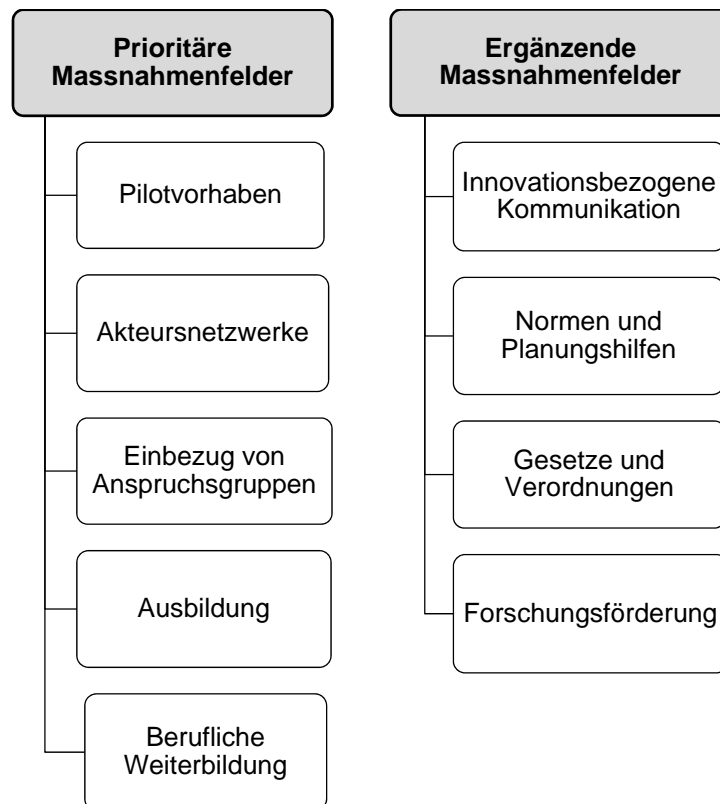 Prioritäre
Massnahmenfelder
Pilotvorhaben
Akteursnetzwerke
Einbezug von
Anspruchsgruppen
Ausbildung
Berufliche
Weiterbildung
Ergänzende
Massnahmenfelder
Innovationsbezogene
Kommunikation
Normen und
Planungshilfen
Gesetze und
Verordnungen
Forschungsförderung